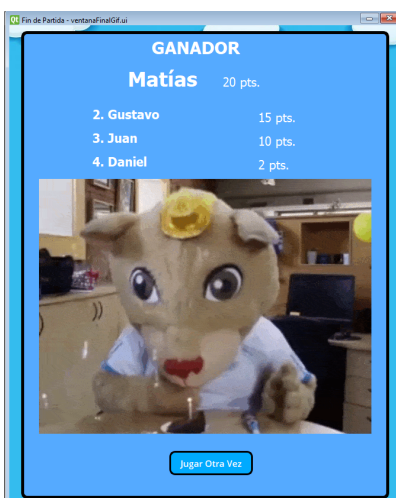 Fin de Partida - ventanaFinalGif.ui
GANADOR
Matías 20 pts.
2. Gustavo 15 pts.
3. Juan 10 pts.
4. Daniel 2 pts.
Jugar Otra Vez